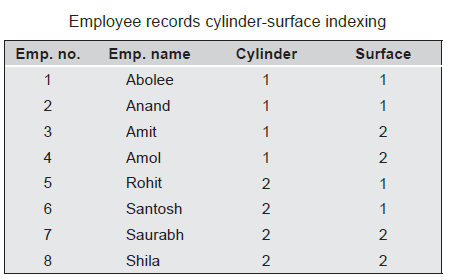 Employee records cylinder-surface indexing
Emp. no. Emp. name Cylinder Surface
1 Abolee 1 1
2 Anand 1 1
3 Amit 1 2
4 Amol 1 2
5 Rohit 2 1
6 Santosh 2 1
7 Saurabh 2 2
8 Shila 2 2